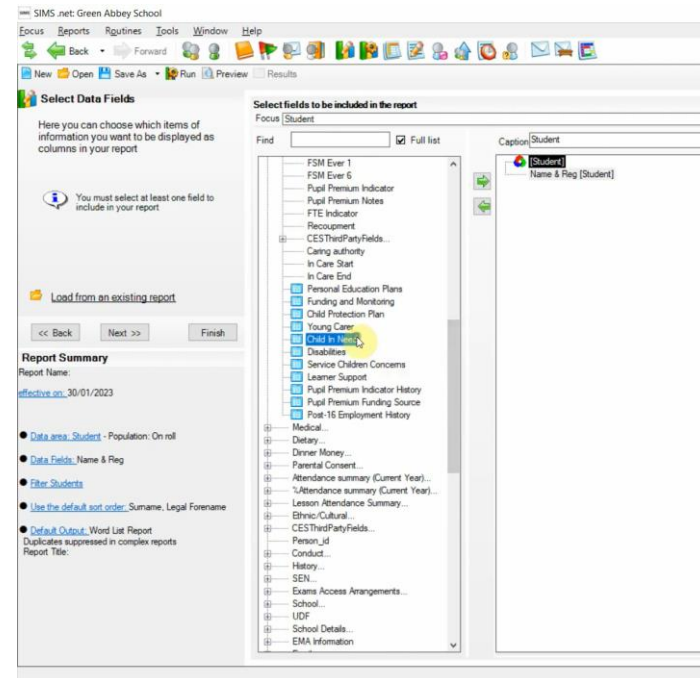 SIMS .net: Green Abbey School
Focus Reports Routines Tools Window Help
Back Forward
New Open Save As Run Preview Results
Select Data Fields
Here you can choose which items of
information you want to be displayed as
columns in your report
You must select at least one field to
include in your report
Load from an existing report
<< Back Next >> Finish
Report Summary
Report Name:
effective on: 30/01/2023
Data area: Student - Population: On roll
Data Fields: Name & Reg
Filter Students
Use the default sort order: Surname, Legal Forename
Default Output: Word List Report
Duplicates suppressed in complex reports
Report Title:
Select fields to be included in the report
Focus Student
Find Full list
FSM Ever 1
FSM Ever 6
Pupil Premium Indicator
Pupil Premium Notes
FTE Indicator
Recoupment
CESThirdPartyFields...
Caring authority
In Care Start
In Care End
Personal Education Plans
Funding and Monitoring
Child Protection Plan
Young Carer
Child In Need
Disabilities
Service Children Concerns
Learner Support
Pupil Premium Indicator History
Pupil Premium Funding Source
Post-16 Employment History
Medical...
Dietary...
Dinner Money...
Parental Consent...
Attendance summary (Current Year)...
%Attendance summary (Current Year)...
Lesson Attendance Summary...
Ethnic/Cultural...
CESThirdPartyFields...
Person_id
Conduct...
History...
SEN...
Exams Access Arrangements...
School...
UDF
School Details...
EMA Information
Caption Student
[Student]
Name & Reg [Student]